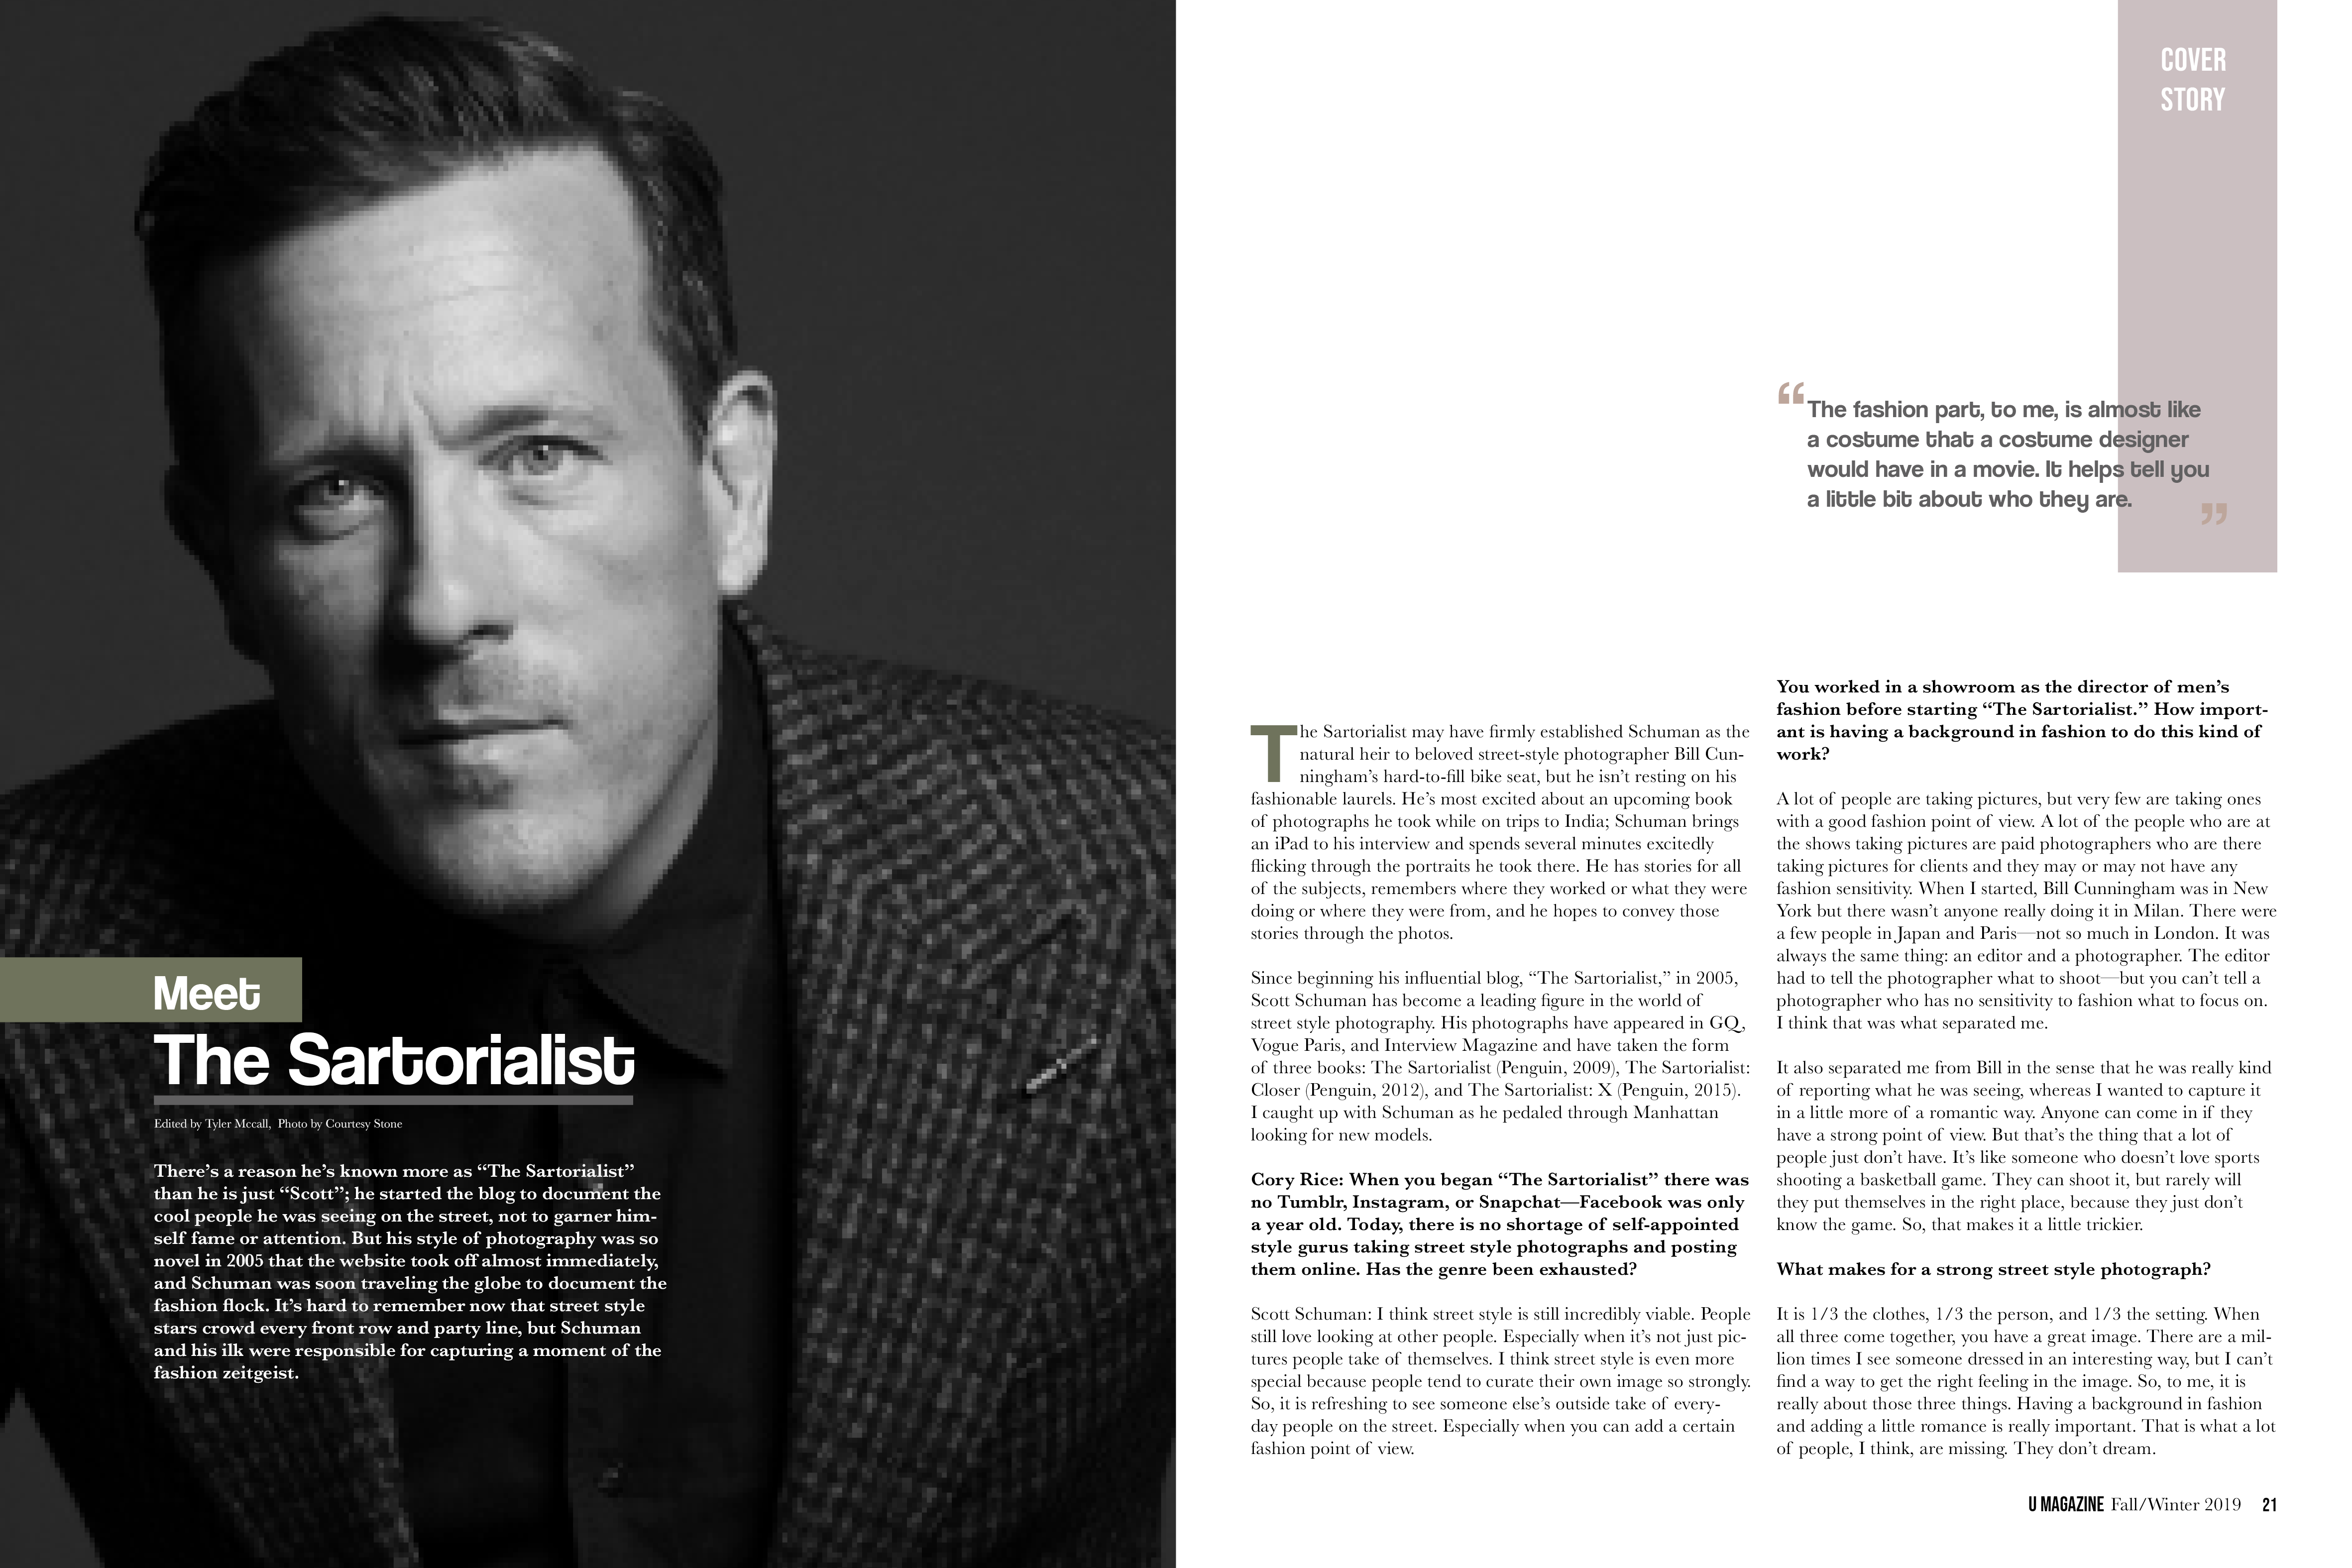 Meet
The Sartorialist
Edited by Tyler Mccall,  Photo by Courtesy Stone
There’s a reason he’s known more as “The Sartorialist”
than he is just “Scott”; he started the blog to document the
cool people he was seeing on the street, not to garner him-
self fame or attention. But his style of photography was so
novel in 2005 that the website took off almost immediately,
and Schuman was soon traveling the globe to document the
fashion flock. It’s hard to remember now that street style
stars crowd every front row and party line, but Schuman
and his ilk were responsible for capturing a moment of the
fashion zeitgeist.
COVER
STORY
“The fashion part, to me, is almost like
a costume that a costume designer
would have in a movie. It helps tell you
a little bit about who they are.
”
The Sartorialist may have firmly established Schuman as the
natural heir to beloved street-style photographer Bill Cun-
ningham’s hard-to-fill bike seat, but he isn’t resting on his
fashionable laurels. He’s most excited about an upcoming book
of photographs he took while on trips to India; Schuman brings
an iPad to his interview and spends several minutes excitedly
flicking through the portraits he took there. He has stories for all
of the subjects, remembers where they worked or what they were
doing or where they were from, and he hopes to convey those
stories through the photos.
Since beginning his influential blog, “The Sartorialist,” in 2005,
Scott Schuman has become a leading figure in the world of
street style photography. His photographs have appeared in GQ,
Vogue Paris, and Interview Magazine and have taken the form
of three books: The Sartorialist (Penguin, 2009), The Sartorialist:
Closer (Penguin, 2012), and The Sartorialist: X (Penguin, 2015).
I caught up with Schuman as he pedaled through Manhattan
looking for new models.
Cory Rice: When you began “The Sartorialist” there was
no Tumblr, Instagram, or Snapchat—Facebook was only
a year old. Today, there is no shortage of self-appointed
style gurus taking street style photographs and posting
them online. Has the genre been exhausted?
Scott Schuman: I think street style is still incredibly viable. People
still love looking at other people. Especially when it’s not just pic-
tures people take of themselves. I think street style is even more
special because people tend to curate their own image so strongly.
So, it is refreshing to see someone else’s outside take of every-
day people on the street. Especially when you can add a certain
fashion point of view.
You worked in a showroom as the director of men’s
fashion before starting “The Sartorialist.” How import-
ant is having a background in fashion to do this kind of
work?
A lot of people are taking pictures, but very few are taking ones
with a good fashion point of view. A lot of the people who are at
the shows taking pictures are paid photographers who are there
taking pictures for clients and they may or may not have any
fashion sensitivity. When I started, Bill Cunningham was in New
York but there wasn’t anyone really doing it in Milan. There were
a few people in Japan and Paris—not so much in London. It was
always the same thing: an editor and a photographer. The editor
had to tell the photographer what to shoot—but you can’t tell a
photographer who has no sensitivity to fashion what to focus on.
I think that was what separated me.
It also separated me from Bill in the sense that he was really kind
of reporting what he was seeing, whereas I wanted to capture it
in a little more of a romantic way. Anyone can come in if they
have a strong point of view. But that’s the thing that a lot of
people just don’t have. It’s like someone who doesn’t love sports
shooting a basketball game. They can shoot it, but rarely will
they put themselves in the right place, because they just don’t
know the game. So, that makes it a little trickier.
What makes for a strong street style photograph?
It is 1/3 the clothes, 1/3 the person, and 1/3 the setting. When
all three come together, you have a great image. There are a mil-
lion times I see someone dressed in an interesting way, but I can’t
find a way to get the right feeling in the image. So, to me, it is
really about those three things. Having a background in fashion
and adding a little romance is really important. That is what a lot
of people, I think, are missing. They don’t dream.
U MAGAZINE Fall/Winter 2019 21